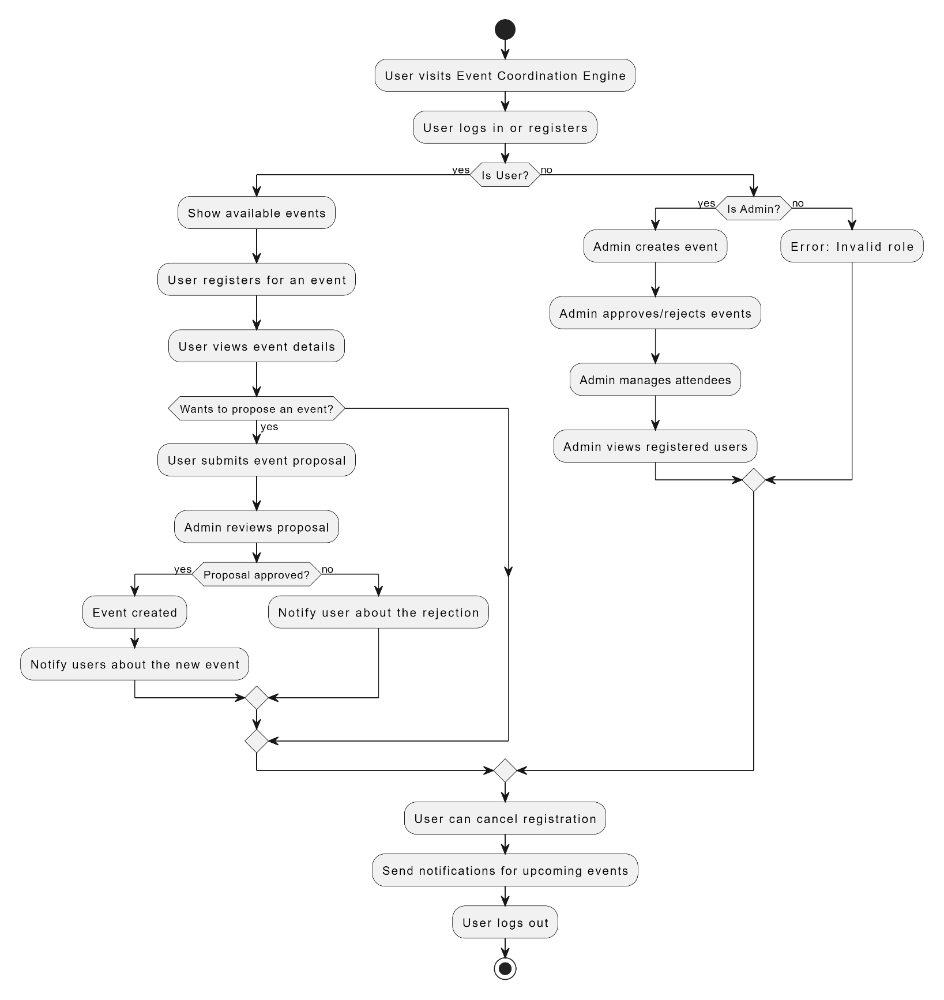 User visits Event Coordination Engine
User logs in or registers
yes
Is User?
no
Show available events
User registers for an event
User views event details
Wants to propose an event?
yes
User submits event proposal
Admin reviews proposal
yes
Proposal approved?
no
Event created
Notify users about the new event
Notify user about the rejection
yes
Is Admin?
no
Admin creates event
Admin approves/rejects events
Admin manages attendees
Admin views registered users
Error: Invalid role
User can cancel registration
Send notifications for upcoming events
User logs out